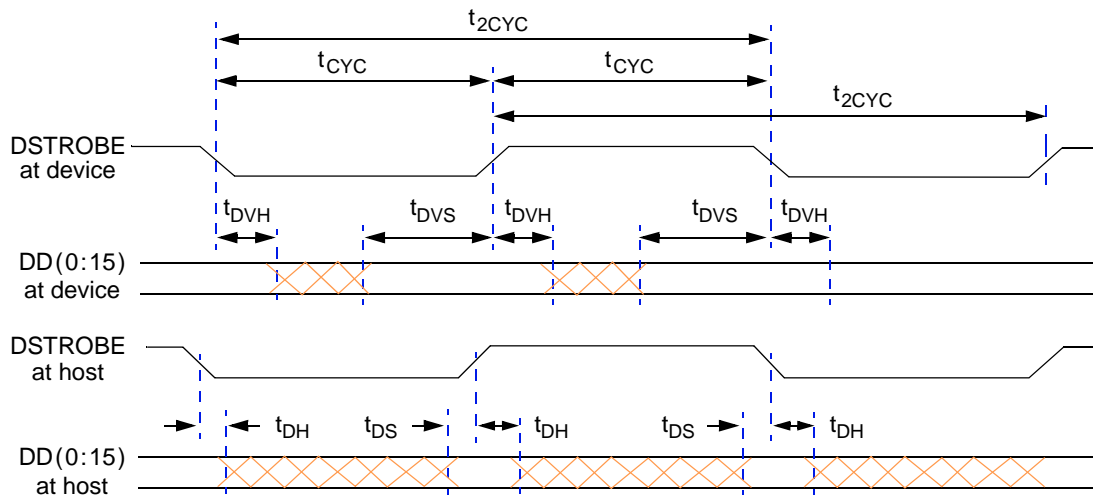 t2CYC
tCYC tCYC
t2CYC
DSTROBE
at device
tDVH tDVS tDVH tDVS tDVH
DD(0:15)
at device
DSTROBE
at host
tDH tDS tDH tDS tDH
DD(0:15)
at host